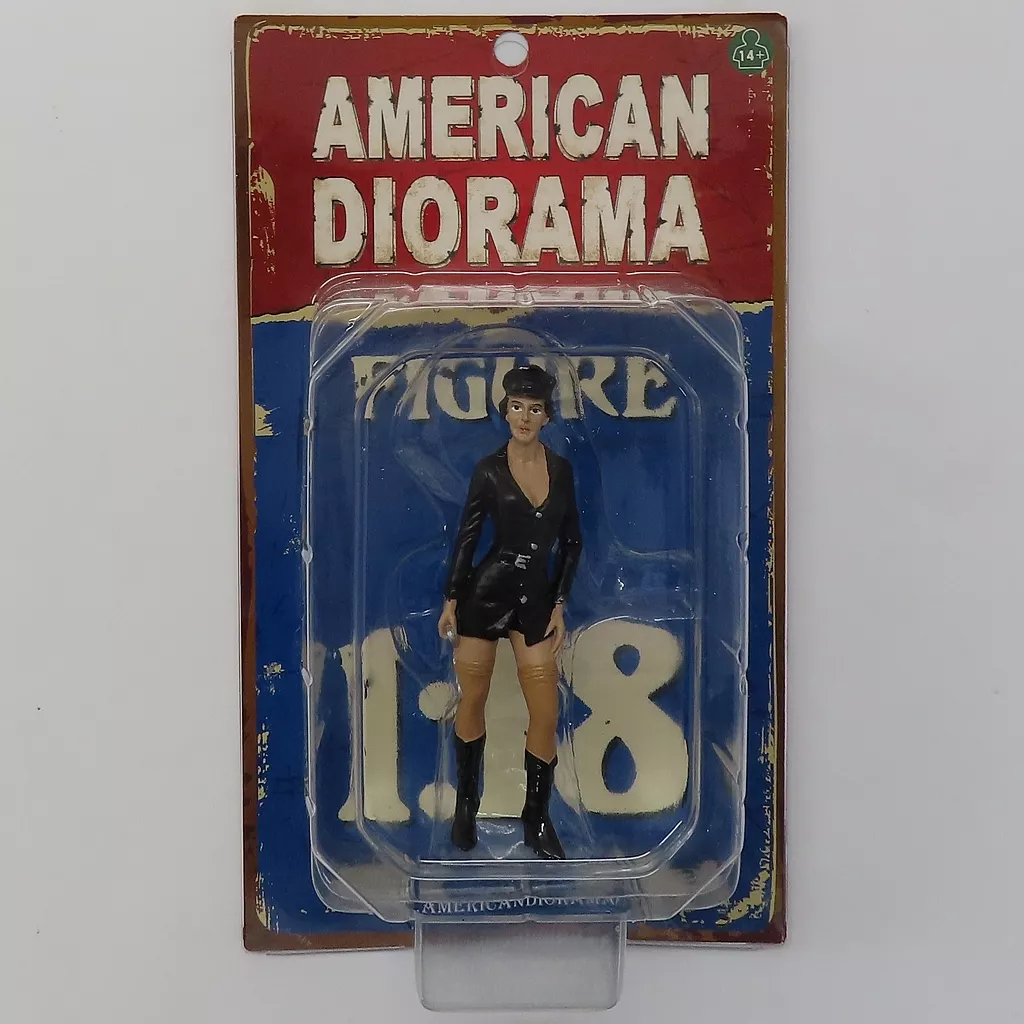 14+
AMERICAN
DIORAMA
FIGURE
1:18
AMERICANDIORAMA